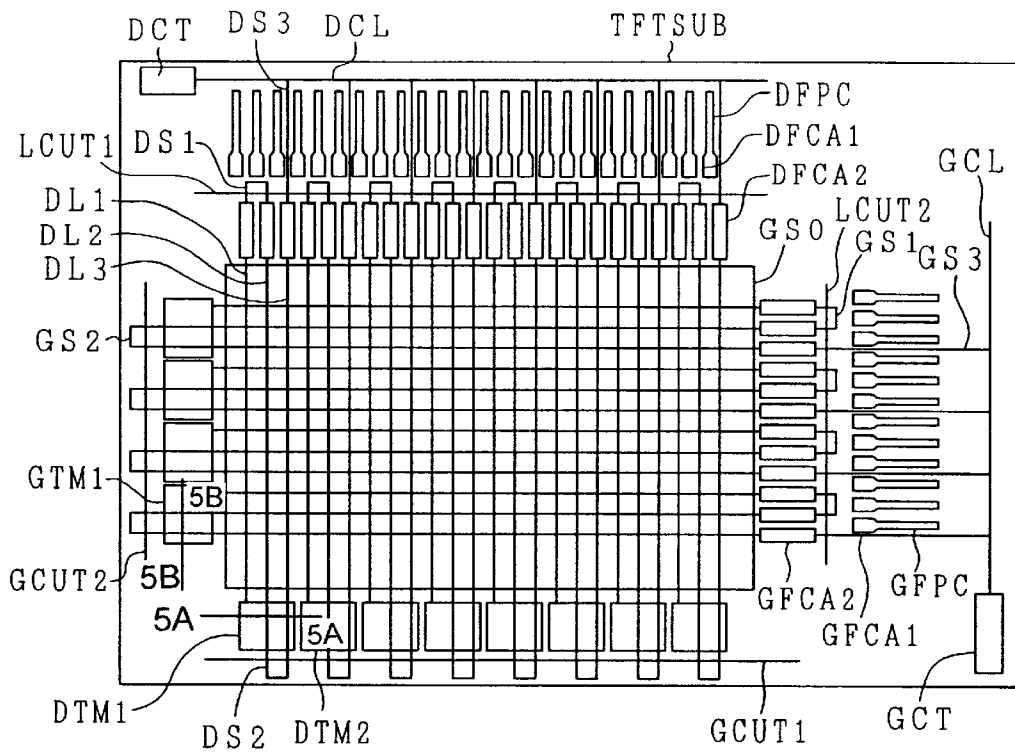 DCT
DS3
DCL
TFTSUB
DFPC
LCUT1
DS1
DFCA1
GCL
DL1
DFCA2
LCUT2
DL2
GS0
GS1
DL3
GS3
GS2
GTM1
5B
GCUT2
5B
5A
5A
GFCA2
GFPC
GFCA1
DTM1
DS2
DTM2
GCUT1
GCT